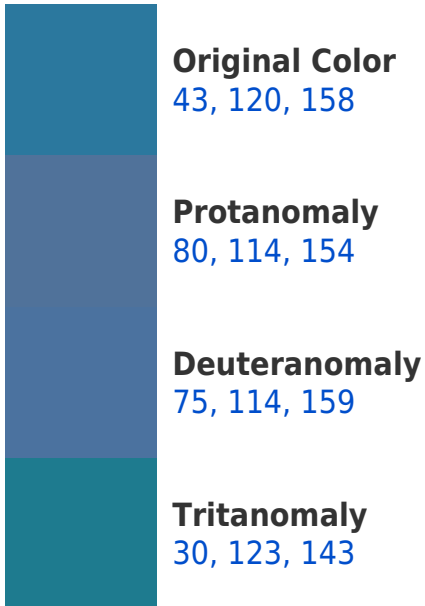 Original Color
43, 120, 158
Protanomaly
80, 114, 154
Deuteranomaly
75, 114, 159
Tritanomaly
30, 123, 143